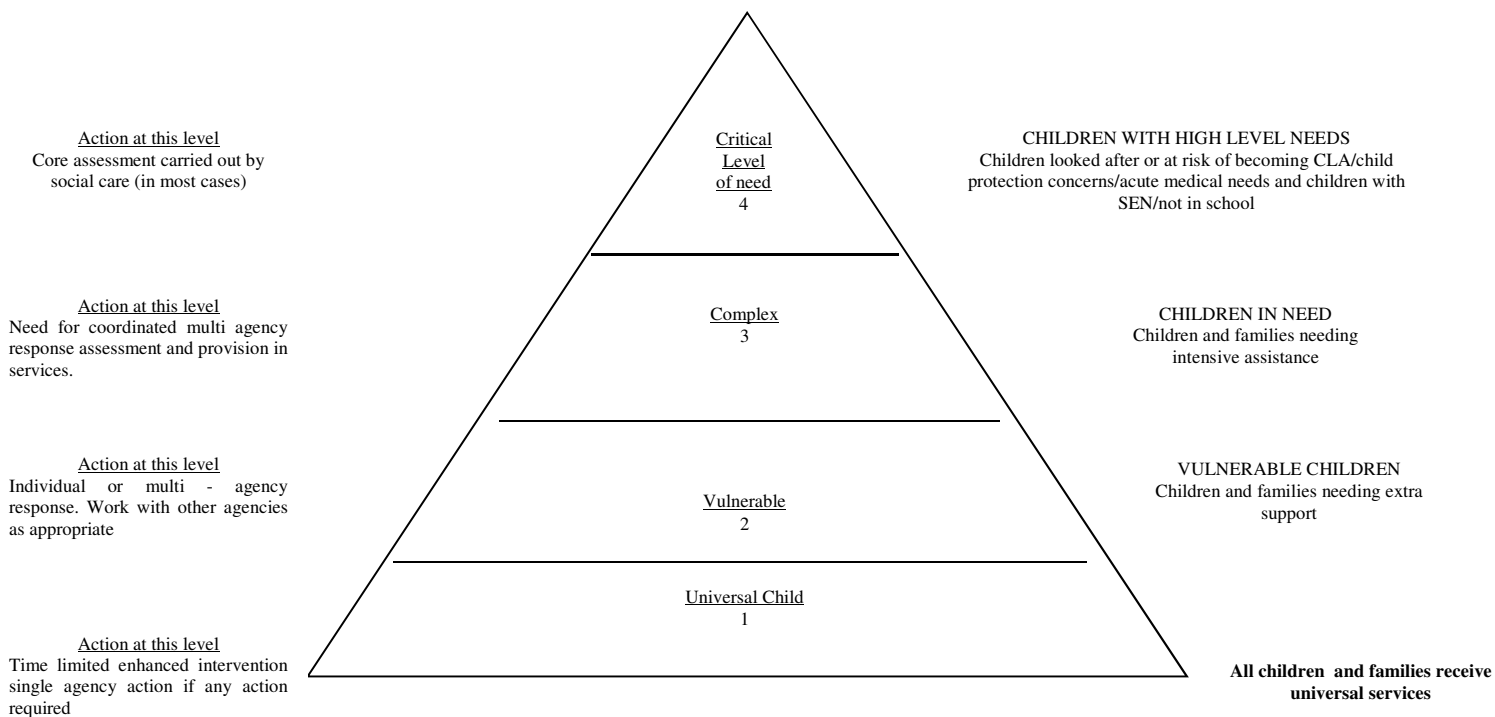 Action at this level
Core assessment carried out by
social care (in most cases)
Critical
Level
of need
4
CHILDREN WITH HIGH LEVEL NEEDS
Children looked after or at risk of becoming CLA/child
protection concerns/acute medical needs and children with
SEN/not in school
Action at this level
Need for coordinated multi agency
response assessment and provision in
services.
Complex
3
CHILDREN IN NEED
Children and families needing
intensive assistance
Action at this level
Individual or multi - agency
response. Work with other agencies
as appropriate
Vulnerable
2
VULNERABLE CHILDREN
Children and families needing extra
support
Universal Child
1
Action at this level
Time limited enhanced intervention
single agency action if any action
required
All children and families receive
universal services